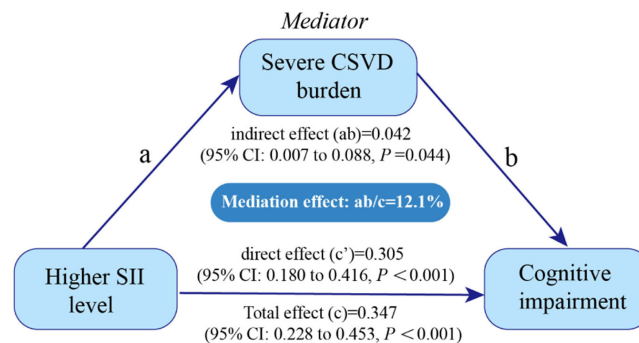 Mediator
Severe CSVD
burden
indirect effect (ab)=0.042
(95% CI: 0.007 to 0.088, P =0.044)
a
b
Mediation effect: ab/c=12.1%
direct effect (c’)=0.305
(95% CI: 0.180 to 0.416, P < 0.001)
Higher SII
level
Cognitive
impairment
Total effect (c)=0.347
(95% CI: 0.228 to 0.453, P < 0.001)